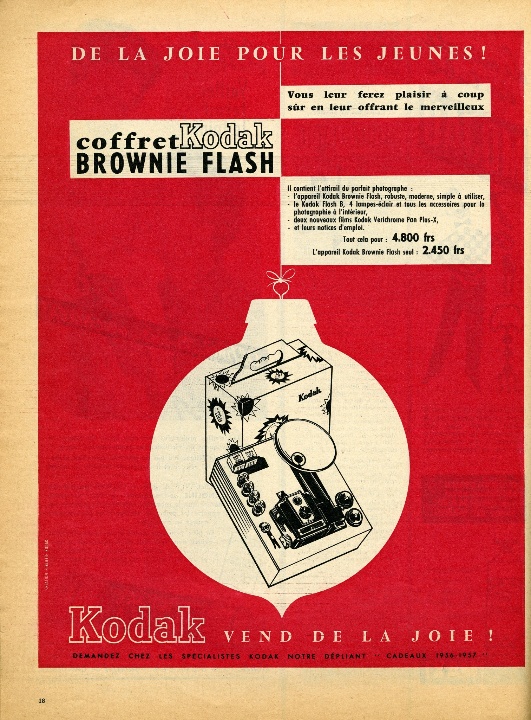 DE LA JOIE POUR LES JEUNES !
Vous leur ferez plaisir à coup
sûr en leur offrant le merveilleux
coffret Kodak
BROWNIE FLASH
Il contient l'attirail du parfait photographe :
- l'appareil Kodak Brownie Flash, robuste, moderne, simple à utiliser,
- le Kodak Flash B, 4 lampes-éclair et tous les accessoires pour la
photographie à l'intérieur,
- deux nouveaux films Kodak Verichrome Pan Plus-X,
- et leurs notices d'emploi.
Tout cela pour : 4.800 frs
L'appareil Kodak Brownie Flash seul : 2.450 frs
Kodak
Kodak VEND DE LA JOIE !
DEMANDEZ CHEZ LES SPÉCIALISTES KODAK NOTRE DÉPLIANT " CADEAUX 1956-1957 "
18